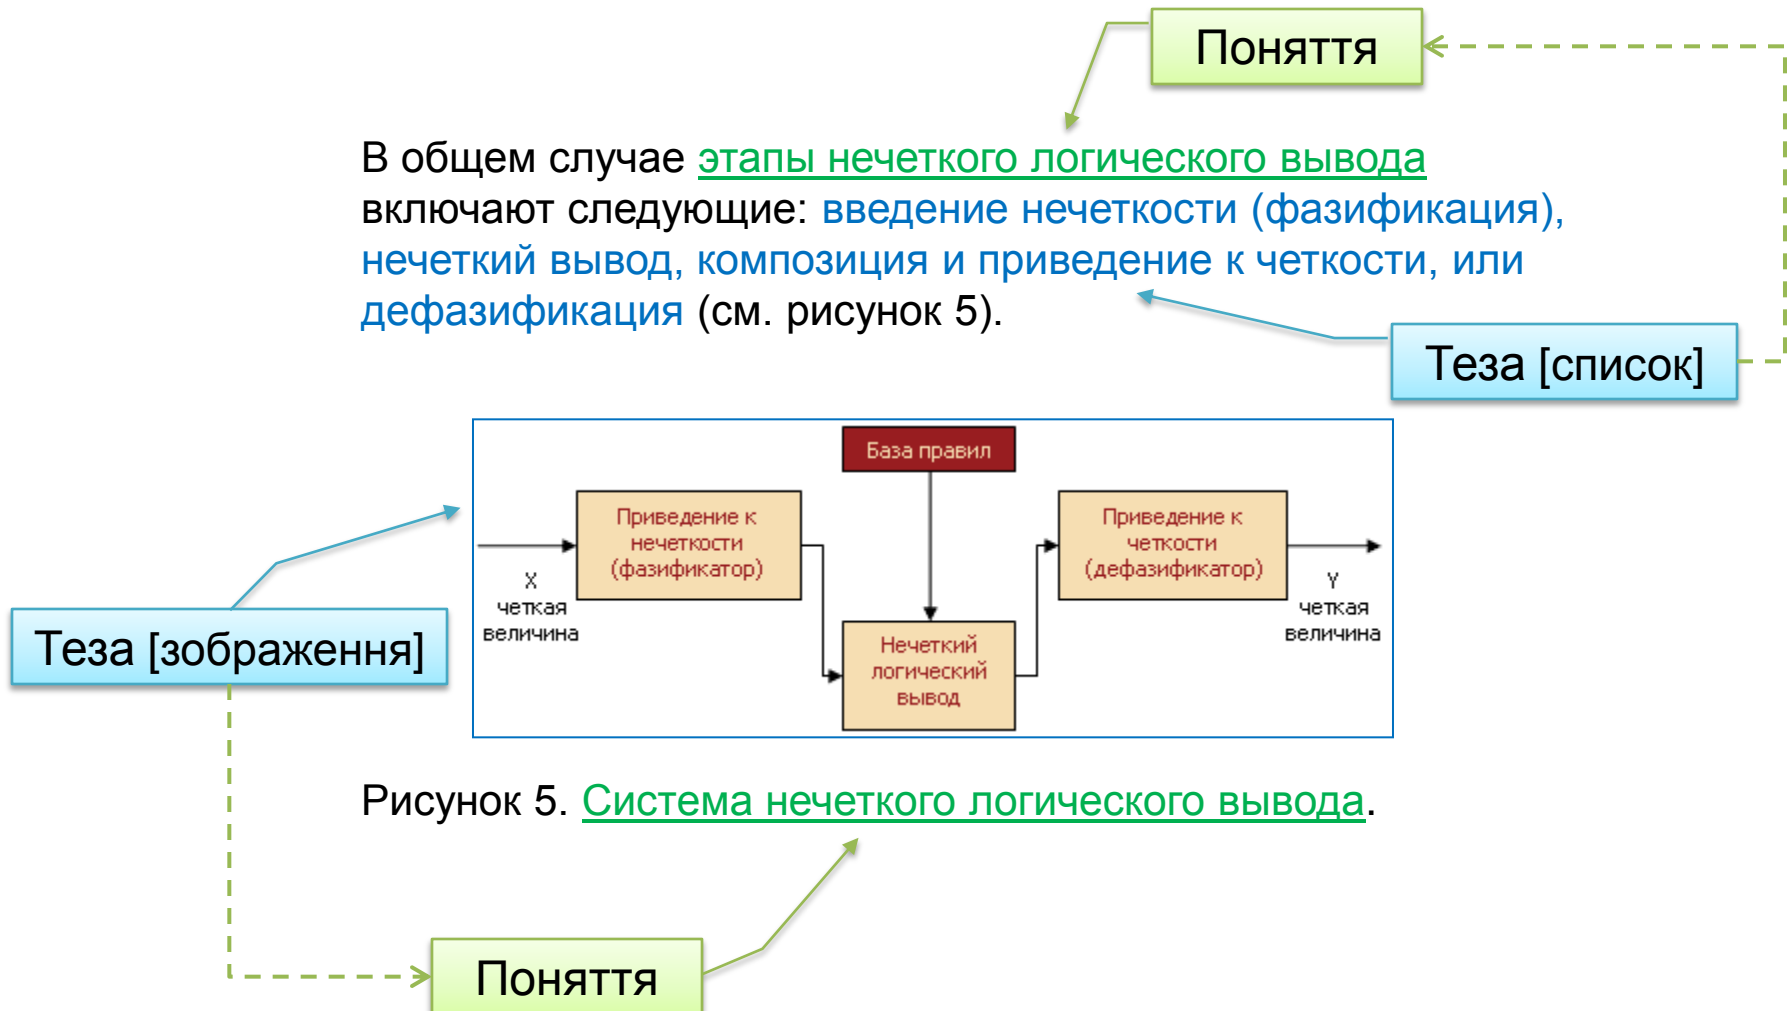 Поняття
В общем случае этапы нечеткого логического вывода
включают следующие: введение нечеткости (фазификация),
нечеткий вывод, композиция и приведение к четкости, или
дефазификация (см. рисунок 5).
Теза [список]
База правил
Приведение к
нечеткости
(фазификатор)
Приведение к
четкости
(дефазификатор)
X
четкая
величина
Y
четкая
величина
Нечеткий
логический
вывод
Теза [зображення]
Рисунок 5. Система нечеткого логического вывода.
Поняття